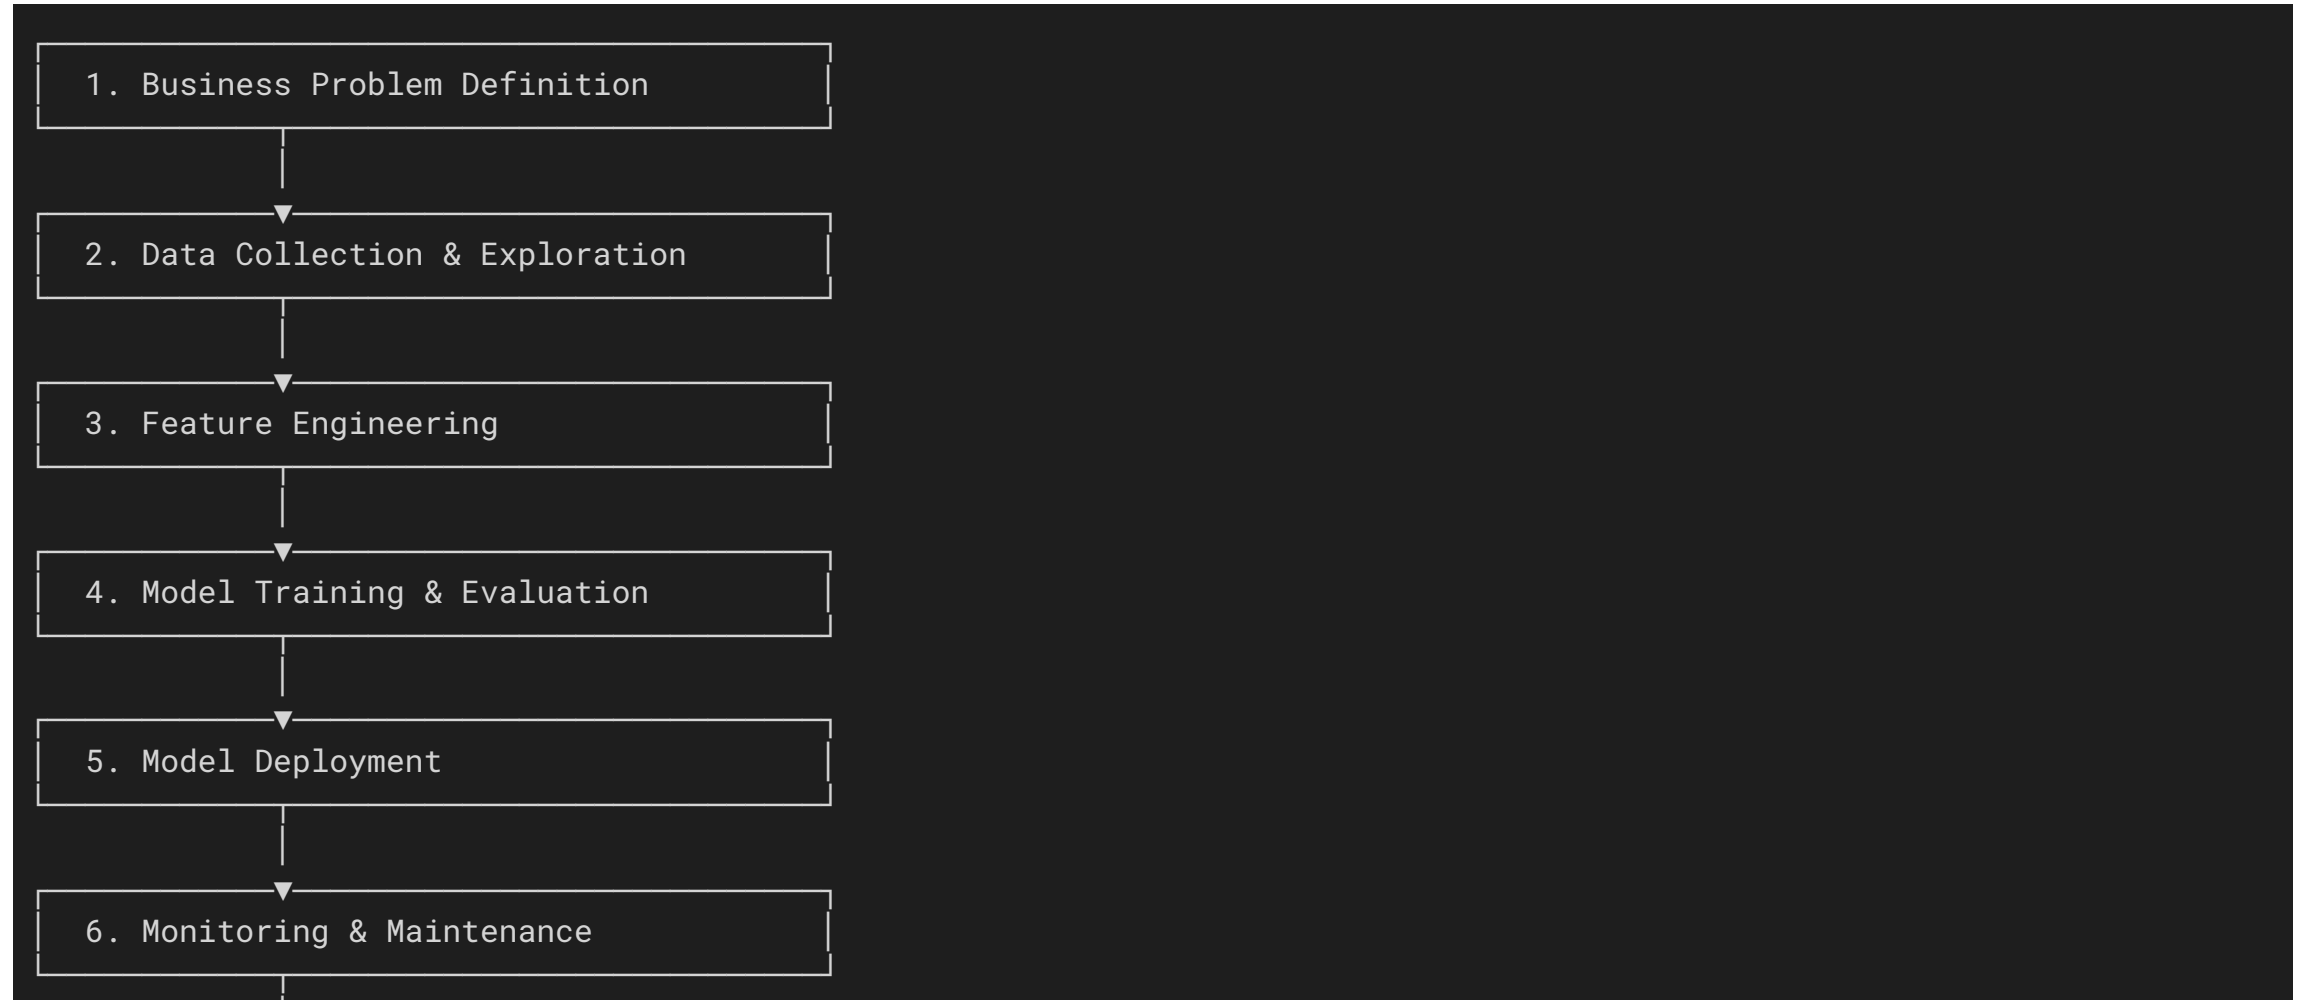 1. Business Problem Definition
2. Data Collection & Exploration
3. Feature Engineering
4. Model Training & Evaluation
5. Model Deployment
6. Monitoring & Maintenance